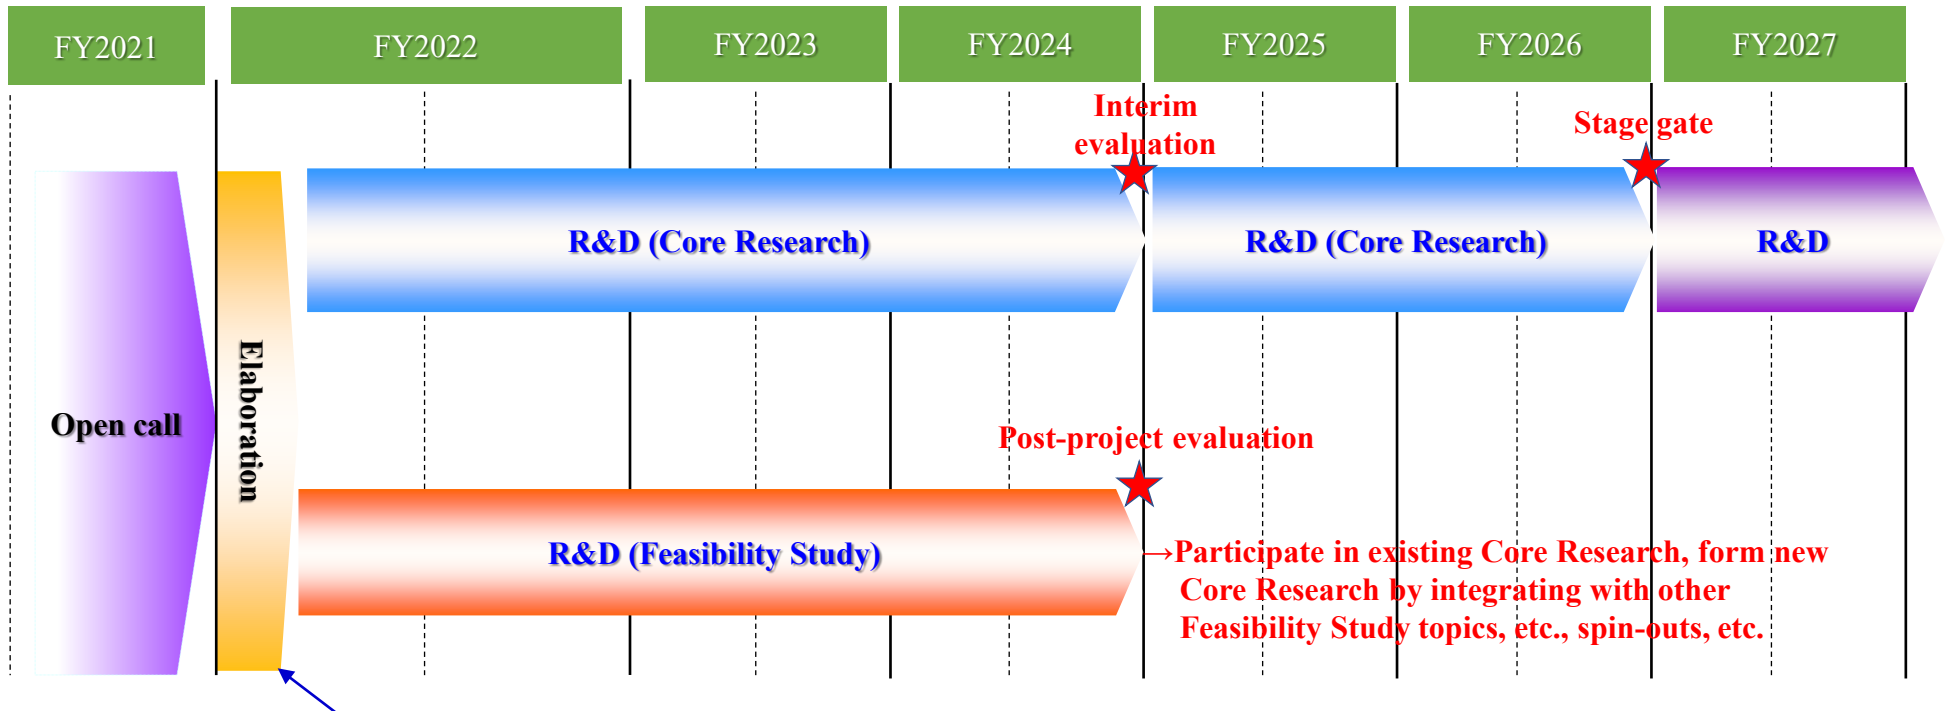 FY2021
FY2022
FY2023
FY2024
FY2025
FY2026
FY2027
Interim
evaluation
Stage gate
R&D (Core Research)
R&D (Core Research)
R&D
Open call
Elaboration
Post-project evaluation
R&D (Feasibility Study)
→Participate in existing Core Research, form new
Core Research by integrating with other
Feasibility Study topics, etc., spin-outs, etc.